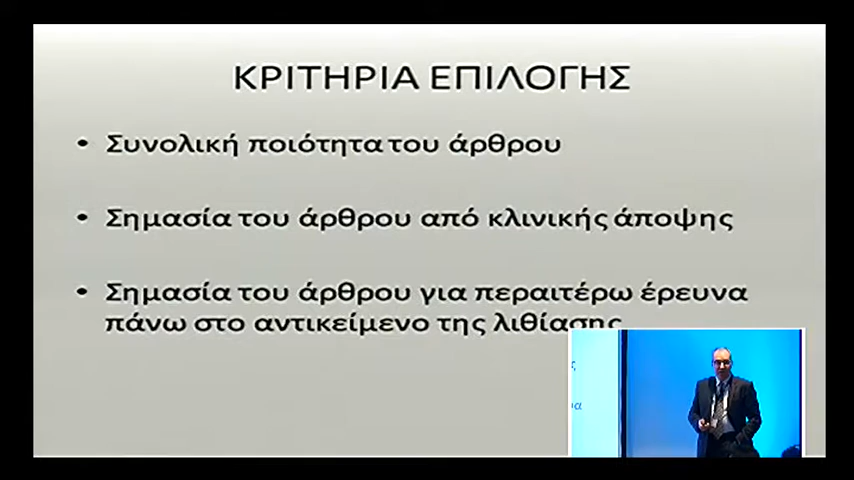 ΚΡΙΤΗΡΙΑ ΕΠΙΛΟΓΗΣ
• Συνολική ποιότητα του άρθρου
• Σημασία του άρθρου από κλινικής άποψης
• Σημασία του άρθρου για περαιτέρω έρευνα
πάνω στο αντικείμενο της λιθίασης